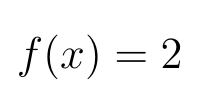 f(x) = 2